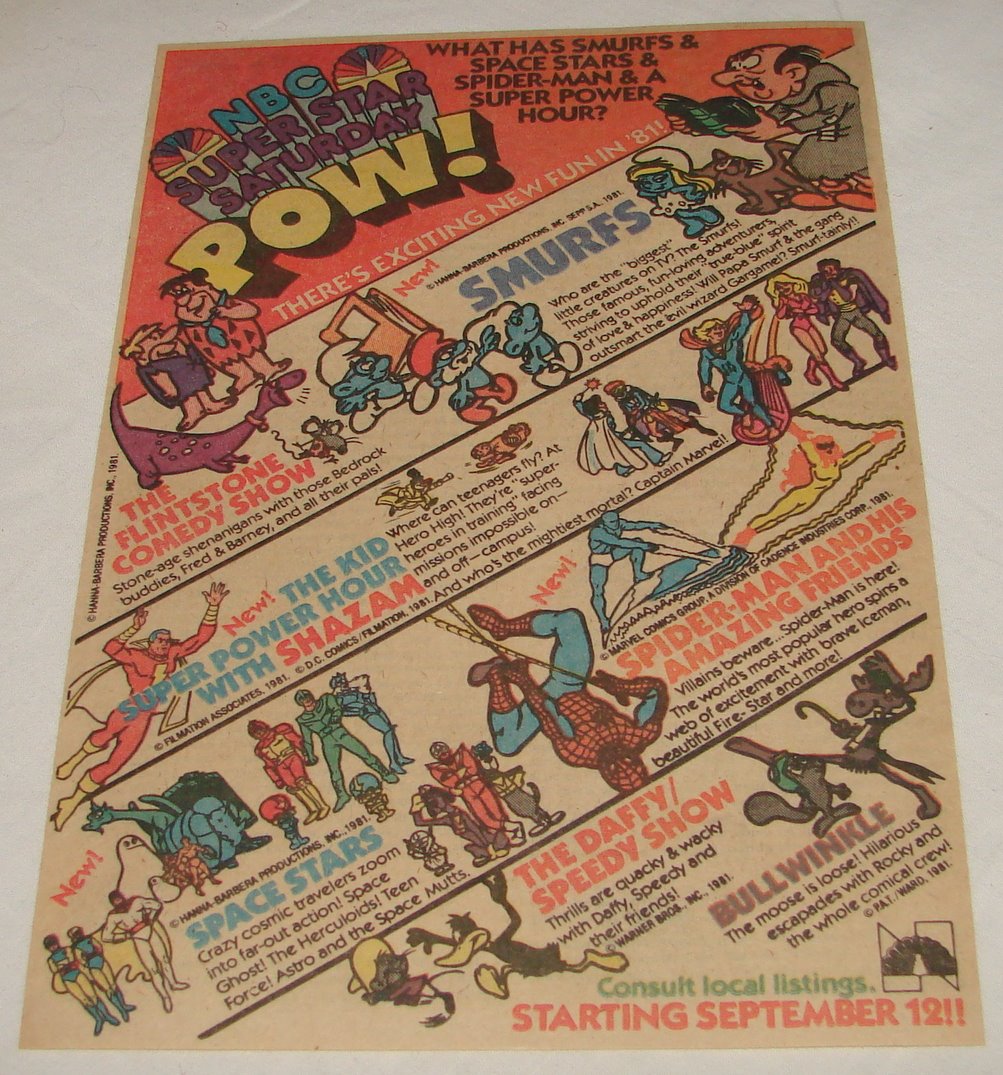 NBC
SUPER STAR
SATURDAY
POW!
WHAT HAS SMURFS &
SPACE STARS &
SPIDER-MAN & A
SUPER POWER
HOUR?
THERE'S EXCITING NEW FUN IN '81!
New!
© HANNA-BARBERA PRODUCTIONS, INC. SEPP S.A., 1981.
SMURFS
Who are the "biggest"
little creatures on TV? The Smurfs!
Those famous, fun-loving adventurers,
striving to uphold their "true-blue" spirit
of love & happiness! Will Papa Smurf & the gang
outsmart the evil wizard Gargamel? Smurf-tainly!!
© HANNA-BARBERA PRODUCTIONS, INC., 1981.
THE
FLINTSTONE
COMEDY SHOW
Stone-age shenanigans with those Bedrock
buddies, Fred & Barney, and all their pals!
New!
THE KID
SUPER POWER HOUR
WITH SHAZAM
© FILMATION ASSOCIATES, 1981. © D.C. COMICS/FILMATION, 1981.
Where can teenagers fly? At
Hero High! They're "super-
heroes in training" facing
missions impossible on—
and off—campus!
And who's the mightiest mortal? Captain Marvel!
New!
© MARVEL COMICS GROUP, A DIVISION OF CADENCE INDUSTRIES CORP., 1981.
SPIDER-MAN AND HIS
AMAZING FRIENDS
Villains beware... Spider-Man is here!
The world's most popular hero spins a
web of excitement with brave Iceman,
beautiful Fire-Star and more!
New!
© HANNA-BARBERA PRODUCTIONS, INC., 1981.
SPACE STARS
Crazy cosmic travelers zoom
into far-out action! Space
Ghost! The Herculoids! Teen
Force! Astro and the Space Mutts.
THE DAFFY/
SPEEDY SHOW
Thrills are quacky & wacky
with Daffy, Speedy and
their friends!
© WARNER BROS. INC., 1981.
BULLWINKLE
The moose is loose! Hilarious
escapades with Rocky and
the whole comical crew!
© P.A.T./WARD, 1981.
Consult local listings.
STARTING SEPTEMBER 12!!